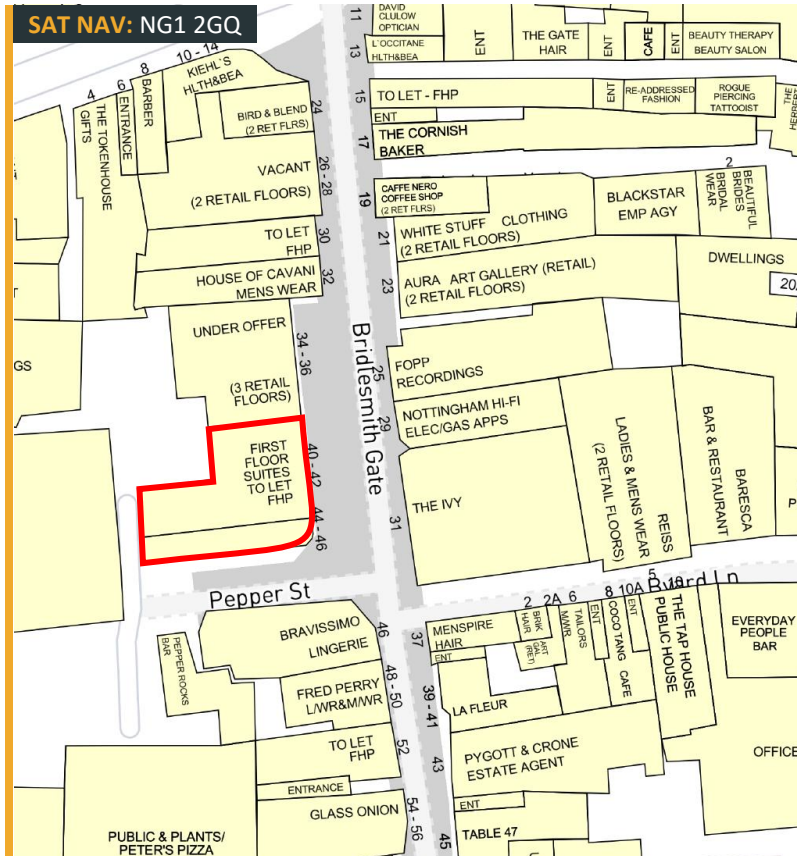 SAT NAV: NG1 2GQ
11
DAVID
CLULOW
OPTICIAN
13
L'OCCITANE
HLTH&BEA
ENT
THE GATE
HAIR
ENT
CAFE
ENT
BEAUTY THERAPY
BEAUTY SALON
10-14
KIEHL'S
HLTH&BEA
8
BARBER
6
ENTRANCE
4
THE TOKENHOUSE
GIFTS
24
BIRD & BLEND
(2 RET FLRS)
15
TO LET - FHP
ENT
ENT
RE-ADDRESSED
FASHION
ROGUE
PIERCING
TATTOOIST
THE
17
THE CORNISH
BAKER
26 - 28
VACANT
(2 RETAIL FLOORS)
19
CAFFE NERO
COFFEE SHOP
(2 RET FLRS)
BLACKSTAR
EMP AGY
2
BEAUTIFUL
BRIDES
BRIDAL
WEAR
30
TO LET
FHP
21
WHITE STUFF CLOTHING
(2 RETAIL FLOORS)
32
HOUSE OF CAVANI
MENS WEAR
23
AURA ART GALLERY (RETAIL)
(2 RETAIL FLOORS)
DWELLINGS
UNDER OFFER
34 - 36
(3 RETAIL
FLOORS)
Bridlesmith Gate
25
FOPP
RECORDINGS
GS
29
NOTTINGHAM HI-FI
ELEC/GAS APPS
FIRST
FLOOR
SUITES
TO LET
FHP
40 - 42
44 - 46
31
THE IVY
LADIES & MENS WEAR
(2 RETAIL FLOORS)
REISS
BAR & RESTAURANT
BARESCA
P
Pepper St
Byard Ln
5
10
BRAVISSIMO
LINGERIE
46
37
MENSPIRE
HAIR
ENT
2
BRIK
HAIR
2A
ART
GAL
(RET)
6
TAILORS
M/WR
ENT
8
COCO TANG
CAFE
10A
ENT
THE TAP HOUSE
PUBLIC HOUSE
EVERYDAY
PEOPLE
BAR
PEPPER ROCKS
BAR
48 - 50
FRED PERRY
L/WR&M/WR
39 - 41
LA FLEUR
52
TO LET
FHP
43
PYGOTT & CRONE
ESTATE AGENT
OFFICE
ENTRANCE
ENT
54 - 56
GLASS ONION
45
TABLE 47
PUBLIC & PLANTS/
PETER'S PIZZA